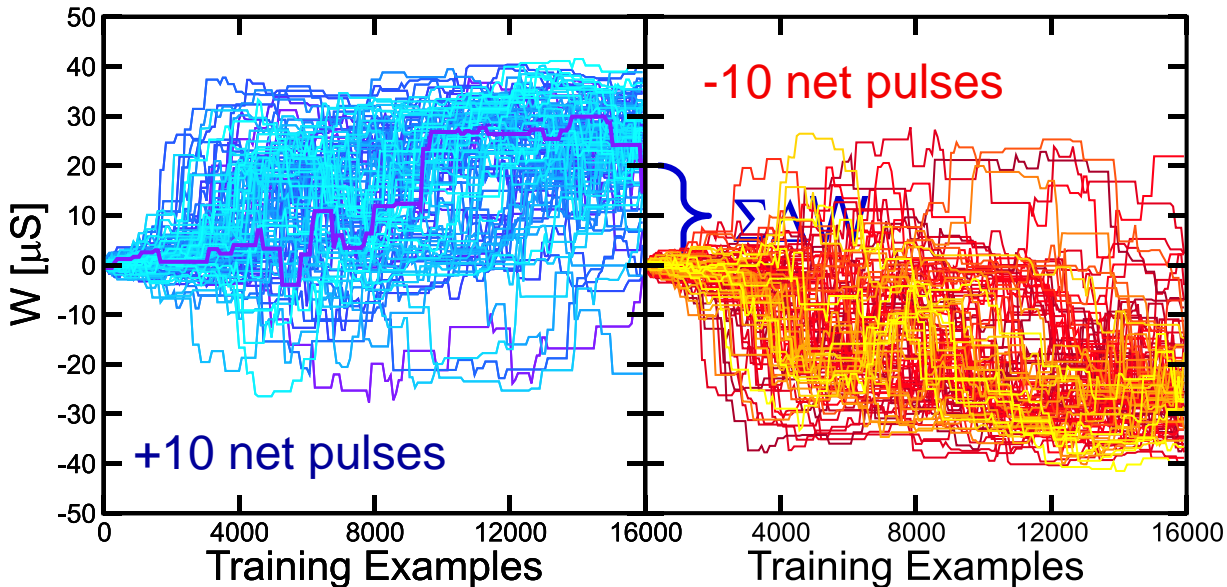 50
40
30
20
10
0
-10
-20
-30
-40
-50
W [μS]
+10 net pulses
-10 net pulses
ΣΔW
0 4000 8000 12000 16000 4000 8000 12000 16000
Training Examples Training Examples